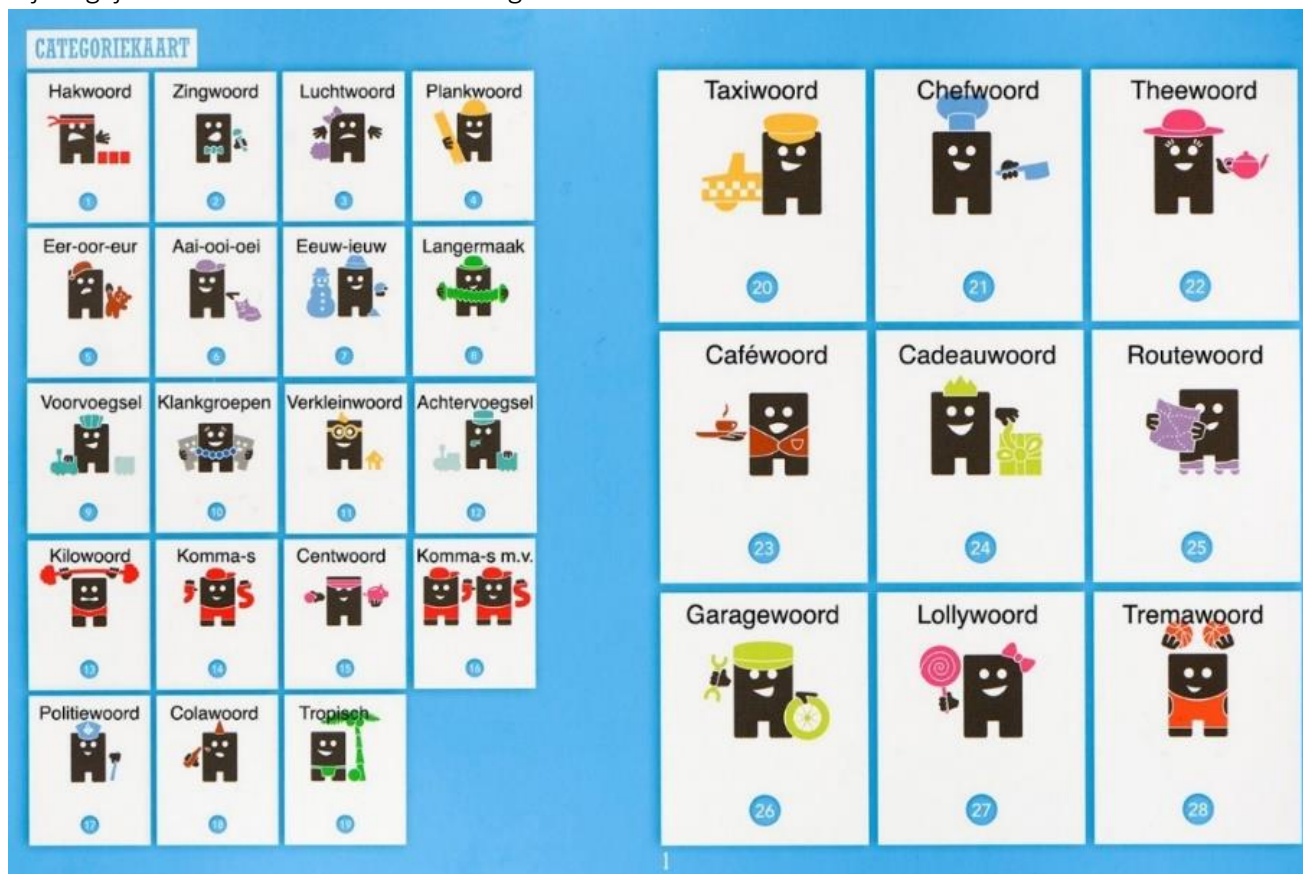 CATEGORIEKAART
Hakwoord Zingwoord Luchtwoord Plankwoord
1 2 3 4
Eer-oor-eur Aai-ooi-oei Eeuw-ieuw Langermaak
5 6 7 8
Voorvoegsel Klankgroepen Verkleinwoord Achtervoegsel
9 10 11 12
Kilowoord Komma-s Centwoord Komma-s m.v.
13 14 15 16
Politiewoord Colawoord Tropisch
17 18 19
Taxiwoord Chefwoord Theewoord
20 21 22
Caféwoord Cadeauwoord Routewoord
23 24 25
Garagewoord Lollywoord Tremawoord
26 27 28
1